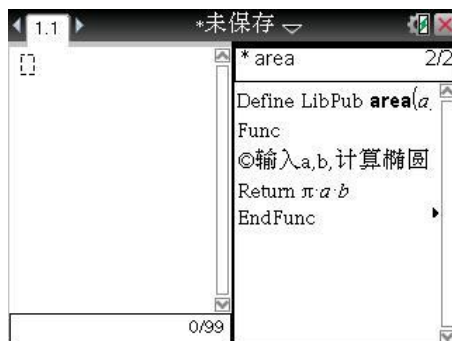 1.1 *未保存
* area 2/2
Define LibPub area(a,
Func
©输入a,b,计算椭圆
Return π·a·b
EndFunc
0/99